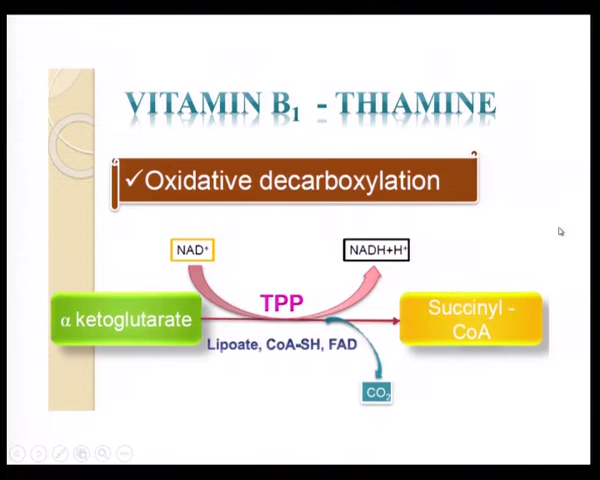 VITAMIN B₁ - THIAMINE
✓Oxidative decarboxylation
NAD⁺
NADH+H⁺
TPP
α ketoglutarate
Succinyl -
CoA
Lipoate, CoA-SH, FAD
CO₂